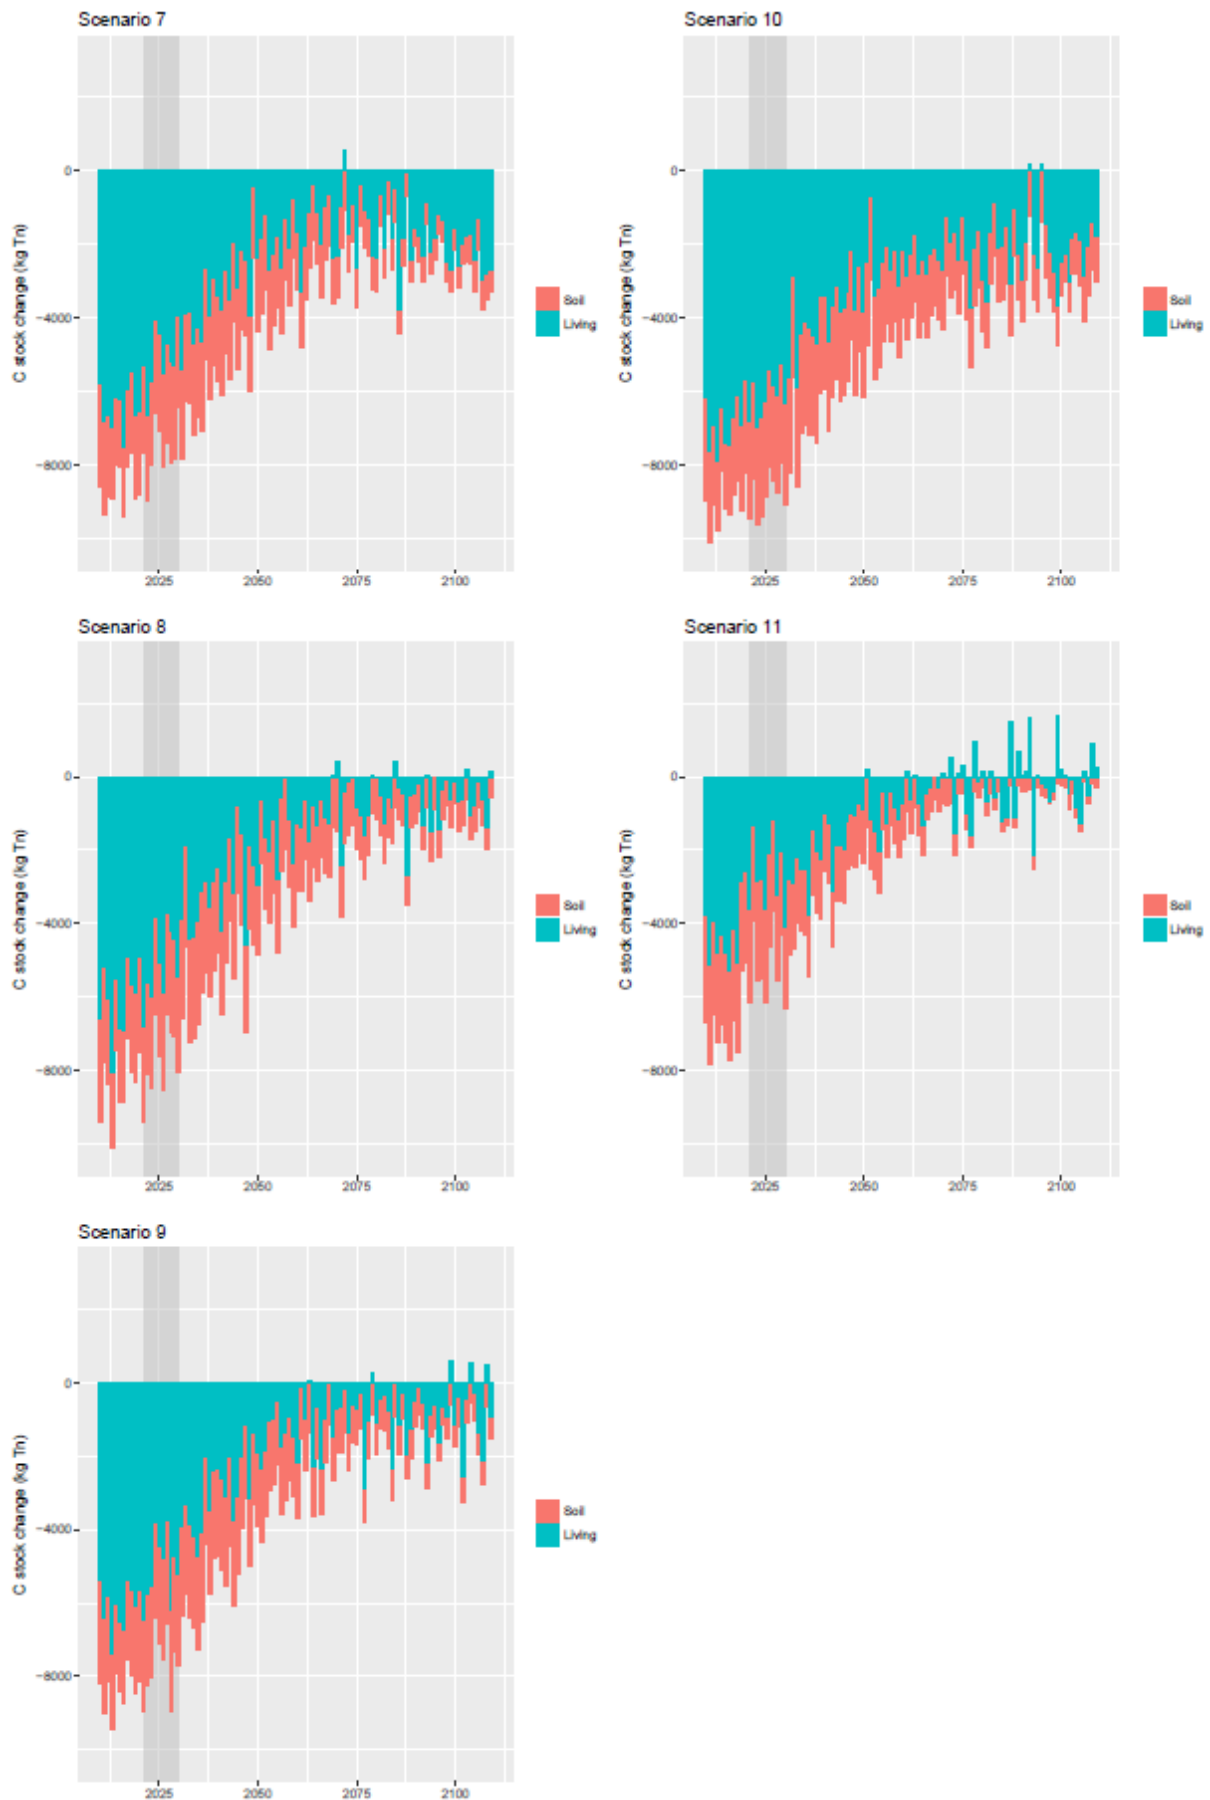 Scenario 7
C stock change (kg Tn)
0
−4000
−8000
2025 2050 2075 2100
Soil
Living
Scenario 10
C stock change (kg Tn)
0
−4000
−8000
2025 2050 2075 2100
Soil
Living
Scenario 8
C stock change (kg Tn)
0
−4000
−8000
2025 2050 2075 2100
Soil
Living
Scenario 11
C stock change (kg Tn)
0
−4000
−8000
2025 2050 2075 2100
Soil
Living
Scenario 9
C stock change (kg Tn)
0
−4000
−8000
2025 2050 2075 2100
Soil
Living